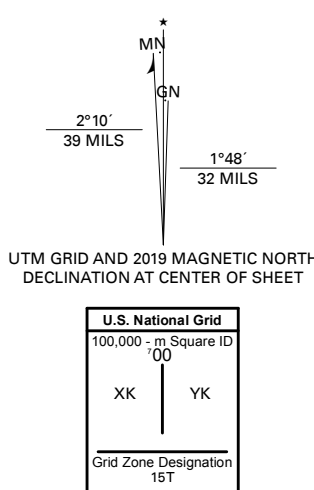 MN
GN
2°10´
39 MILS
1°48´
32 MILS
UTM GRID AND 2019 MAGNETIC NORTH
DECLINATION AT CENTER OF SHEET
U.S. National Grid
100,000 - m Square ID
⁷00
XK YK
Grid Zone Designation
15T